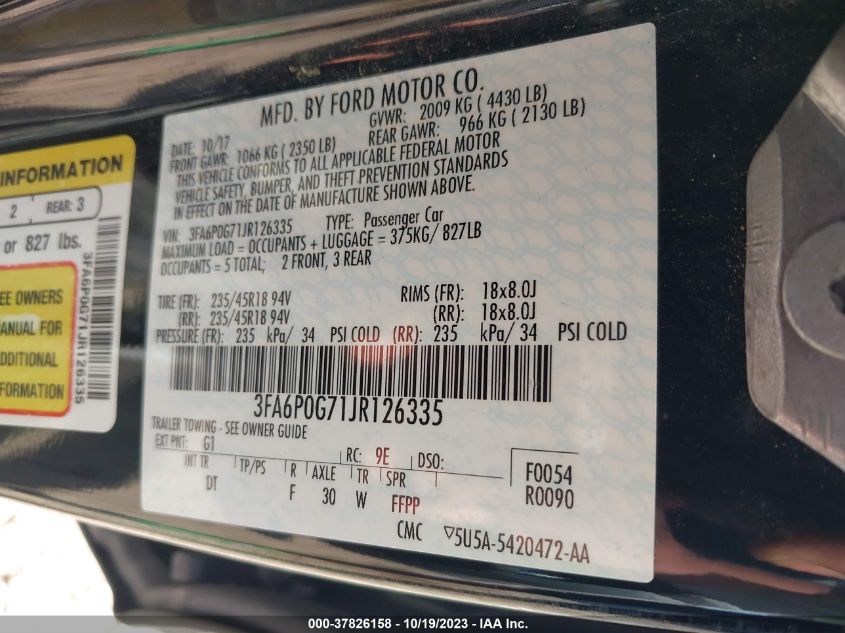 MFD. BY FORD MOTOR CO.
DATE: 10/17 GVWR: 2009 KG ( 4430 LB)
FRONT GAWR: 1066 KG ( 2350 LB) REAR GAWR: 966 KG ( 2130 LB)
THIS VEHICLE CONFORMS TO ALL APPLICABLE FEDERAL MOTOR
VEHICLE SAFETY, BUMPER, AND THEFT PREVENTION STANDARDS
IN EFFECT ON THE DATE OF MANUFACTURE SHOWN ABOVE.
VIN: 3FA6P0G71JR126335 TYPE: Passenger Car
MAXIMUM LOAD = OCCUPANTS + LUGGAGE = 375KG/ 827LB
OCCUPANTS = 5 TOTAL; 2 FRONT, 3 REAR
TIRE (FR): 235/45R18 94V RIMS (FR): 18x8.0J
(RR): 235/45R18 94V (RR): 18x8.0J
PRESSURE (FR): 235 kPa/ 34 PSI COLD (RR): 235 kPa/ 34 PSI COLD
3FA6P0G71JR126335
TRAILER TOWING - SEE OWNER GUIDE
EXT PNT: G1 RC: 9E DSO: F0054
INT TR TP/PS R AXLE TR SPR R0090
DT F 30 W FFPP
CMC ▽5U5A-5420472-AA
INFORMATION
2 REAR: 3
or 827 lbs.
SEE OWNERS
MANUAL FOR
ADDITIONAL
INFORMATION
3FA6P0G71JR126335
000-37826158 - 10/19/2023 - IAA Inc.